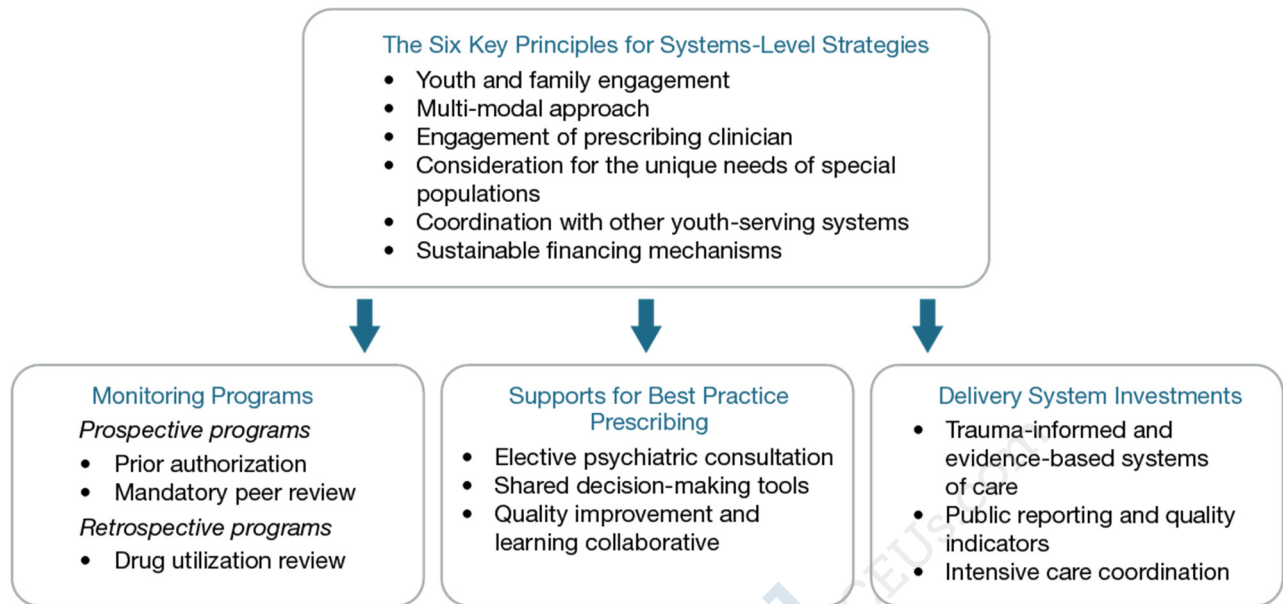 The Six Key Principles for Systems-Level Strategies
• Youth and family engagement
• Multi-modal approach
• Engagement of prescribing clinician
• Consideration for the unique needs of special
populations
• Coordination with other youth-serving systems
• Sustainable financing mechanisms
Monitoring Programs
Prospective programs
• Prior authorization
• Mandatory peer review
Retrospective programs
• Drug utilization review
Supports for Best Practice
Prescribing
• Elective psychiatric consultation
• Shared decision-making tools
• Quality improvement and
learning collaborative
Delivery System Investments
• Trauma-informed and
evidence-based systems
of care
• Public reporting and quality
indicators
• Intensive care coordination
CEUs.com